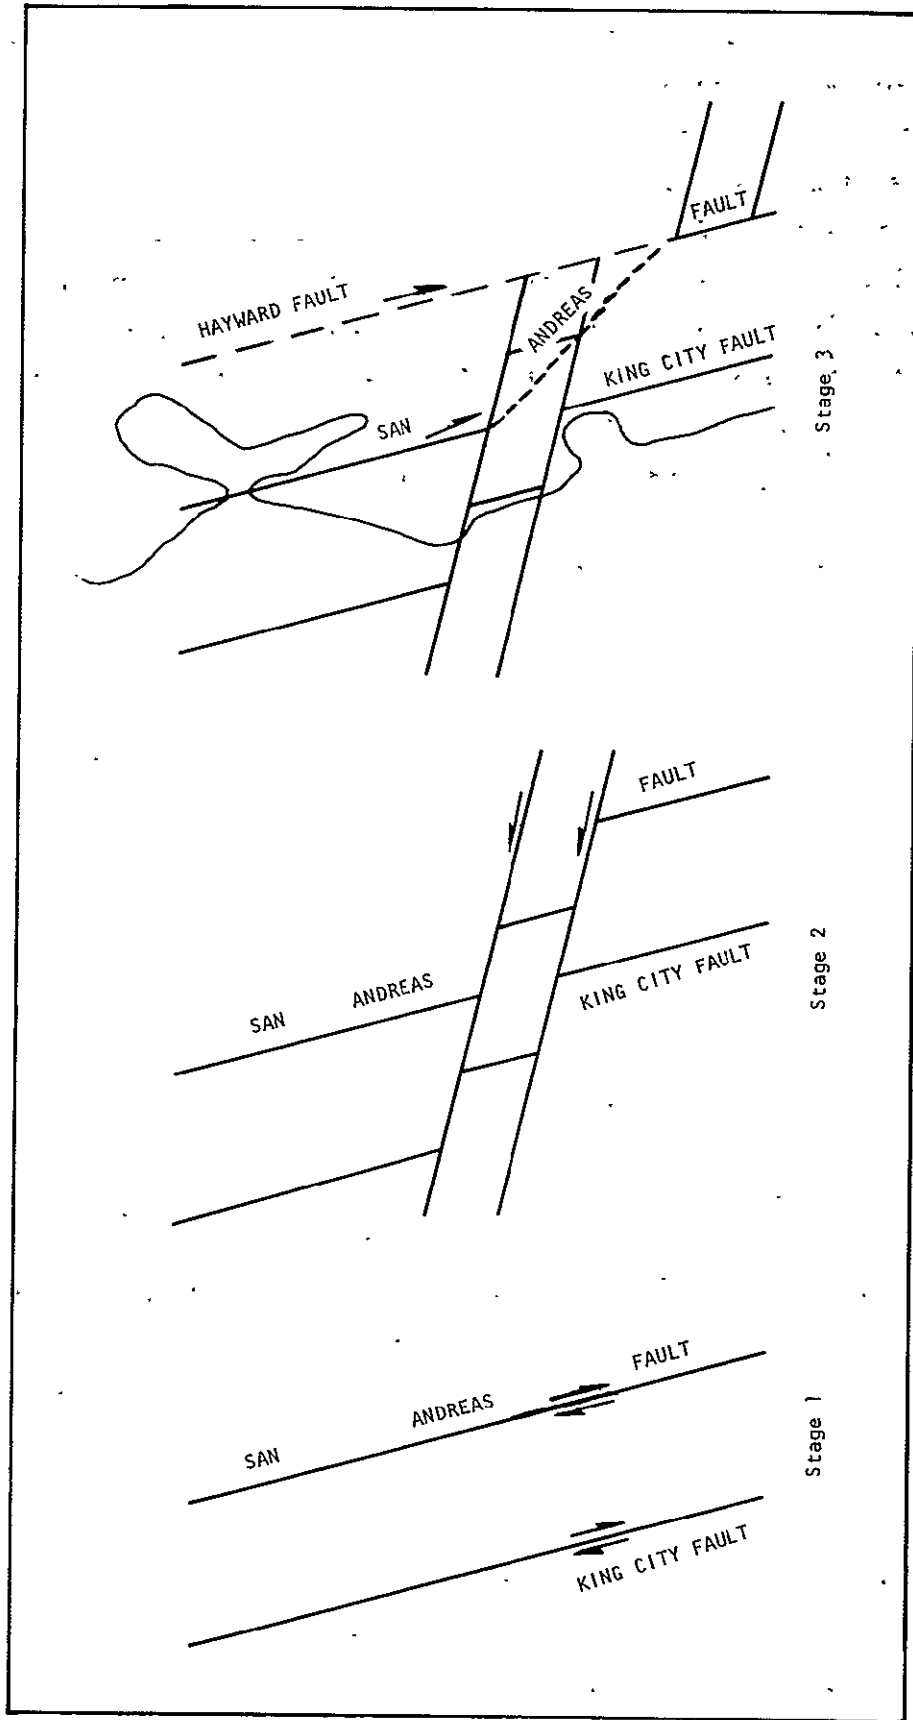 FAULT
HAYWARD FAULT
ANDREAS
KING CITY FAULT
SAN
Stage 3
FAULT
SAN ANDREAS
KING CITY FAULT
Stage 2
SAN ANDREAS FAULT
KING CITY FAULT
Stage 1